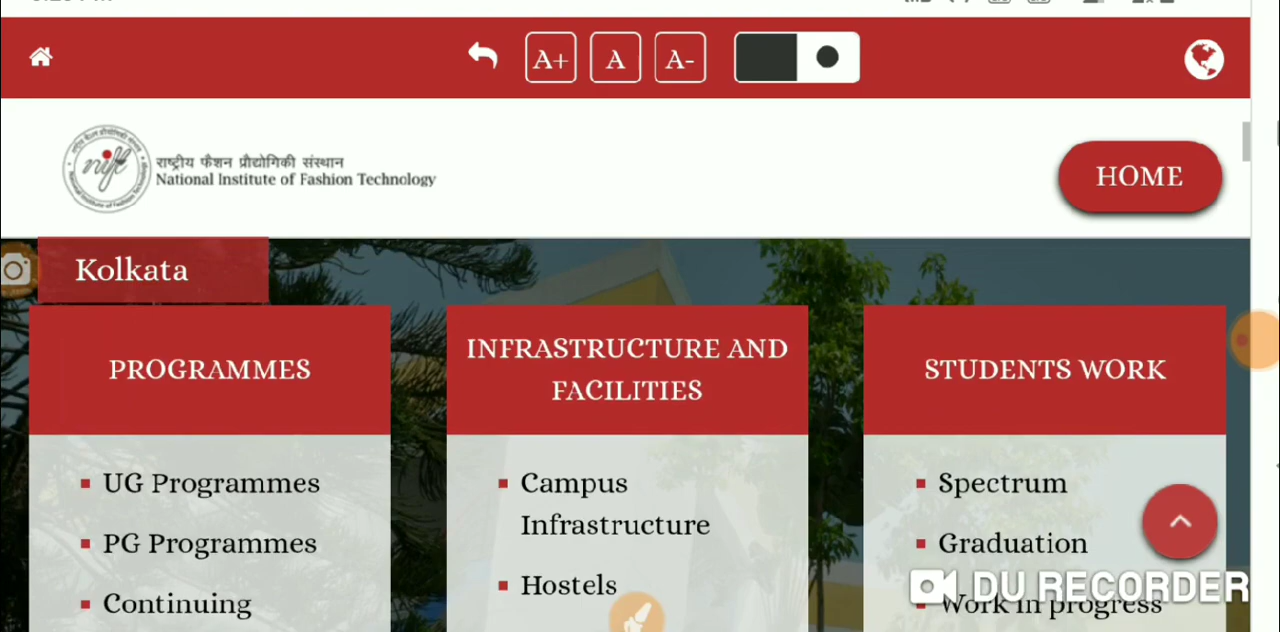 A+ A A-
राष्ट्रीय फैशन प्रौद्योगिकी संस्थान
nift National Institute of Fashion Technology
HOME
Kolkata
PROGRAMMES
UG Programmes
PG Programmes
Continuing
INFRASTRUCTURE AND
FACILITIES
Campus
Infrastructure
Hostels
STUDENTS WORK
Spectrum
Graduation
Work in progress
DU RECORDER